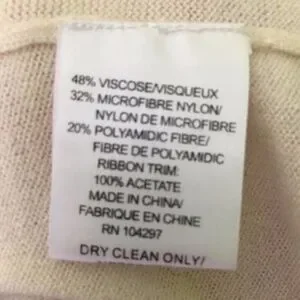 48% VISCOSE/VISQUEUX
32% MICROFIBRE NYLON/
NYLON DE MICROFIBRE
20% POLYAMIDIC FIBRE/
FIBRE DE POLYAMIDIC
RIBBON TRIM:
100% ACETATE
MADE IN CHINA/
FABRIQUE EN CHINE
RN 104297
DRY CLEAN ONLY/